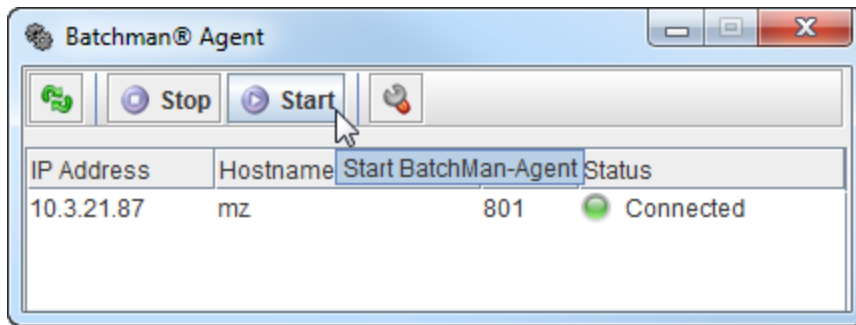 Batchman® Agent
Stop Start
IP Address Hostname Start BatchMan-Agent Status
10.3.21.87 mz 801 Connected